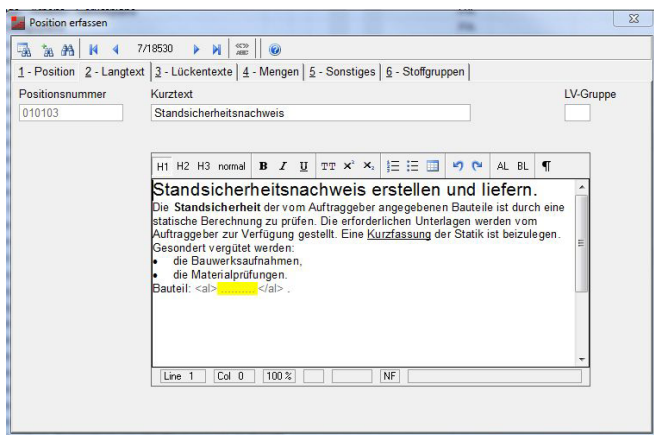 Position erfassen
7/18530
1 - Position 2 - Langtext 3 - Lückentexte 4 - Mengen 5 - Sonstiges 6 - Stoffgruppen
Positionsnummer Kurztext LV-Gruppe
010103 Standsicherheitsnachweis
H1 H2 H3 normal B I U TT X² X₂ AL BL ¶
Standsicherheitsnachweis erstellen und liefern.
Die Standsicherheit der vom Auftraggeber angegebenen Bauteile ist durch eine
statische Berechnung zu prüfen. Die erforderlichen Unterlagen werden vom
Auftraggeber zur Verfügung gestellt. Eine Kurzfassung der Statik ist beizulegen.
Gesondert vergütet werden:
• die Bauwerksaufnahmen,
• die Materialprüfungen.
Bauteil: <al>..........</al> .
Line 1 Col 0 100 % NF